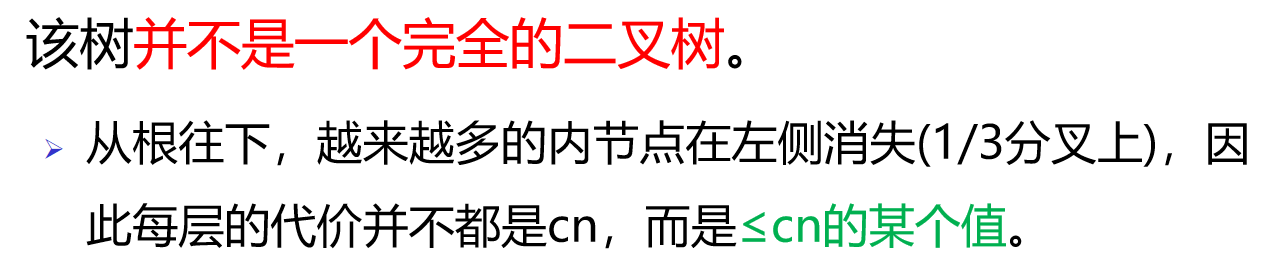 该树并不是一个完全的二叉树。
从根往下，越来越多的内节点在左侧消失(1/3分叉上)，因
此每层的代价并不都是cn，而是≤cn的某个值。